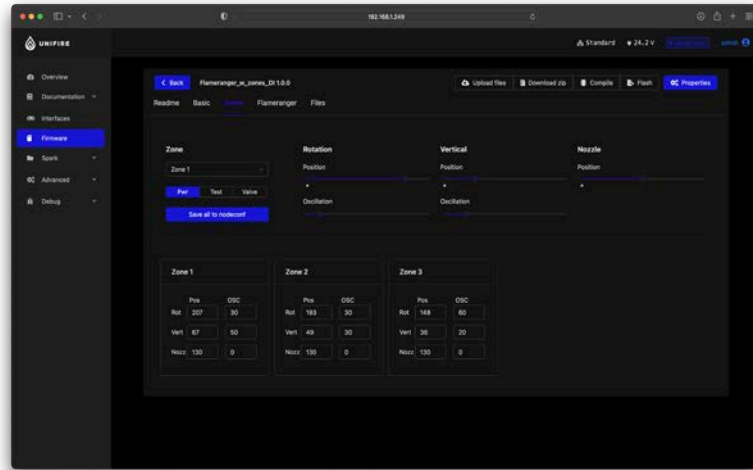 192.168.1.249
UNIFIRE
Standard
24.2 V
admin
Overview
Documentation
Interfaces
Firmware
Spark
Advanced
Debug
Back
Flameranger_w_zones_DI 1.0.0
Upload files
Download zip
Compile
Flash
Properties
Readme Basic Zones Flameranger Files
Zone
Zone 1
Pwr Test Valve
Save all to nodeconf
Rotation
Position
Oscillation
Vertical
Position
Oscillation
Nozzle
Position
Zone 1
Pos OSC
Rot 207 30
Vert 67 50
Nozz 130 0
Zone 2
Pos OSC
Rot 193 30
Vert 49 30
Nozz 130 0
Zone 3
Pos OSC
Rot 148 60
Vert 36 20
Nozz 130 0